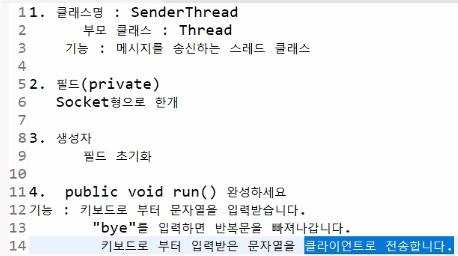 1 1. 클래스명 : SenderThread
2 부모 클래스 : Thread
3 기능 : 메시지를 송신하는 스레드 클래스
4
5 2. 필드(private)
6 Socket형으로 한개
7
8 3. 생성자
9 필드 초기화
10
11 4. public void run() 완성하세요
12 기능 : 키보드로 부터 문자열을 입력받습니다.
13 "bye"를 입력하면 반복문을 빠져나갑니다.
14 키보드로 부터 입력받은 문자열을 클라이언트로 전송합니다.